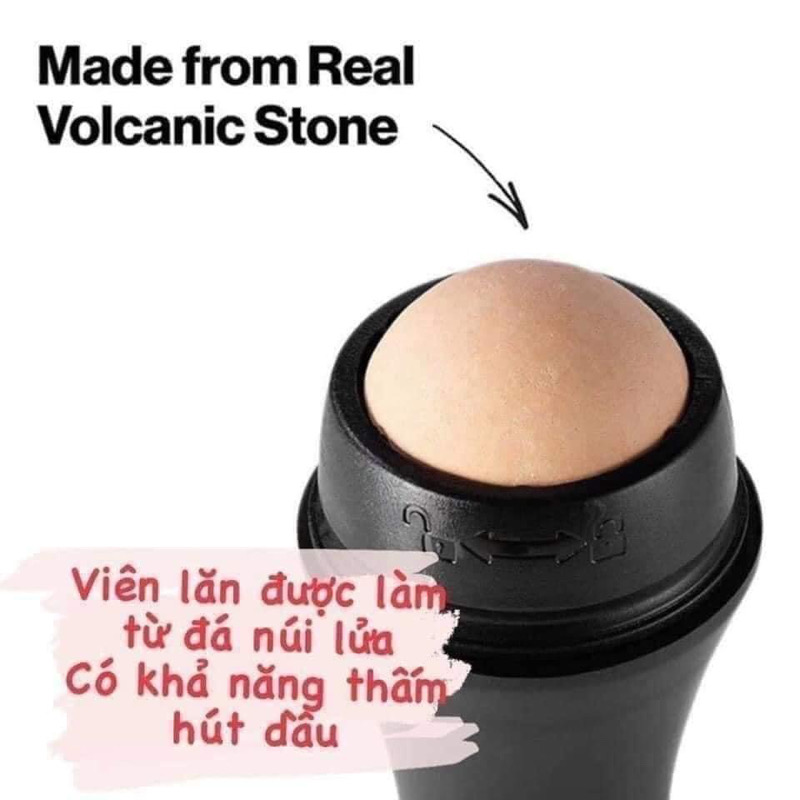 Made from Real
Volcanic Stone
Viên lăn được làm
từ đá núi lửa
Có khả năng thấm
hút dầu